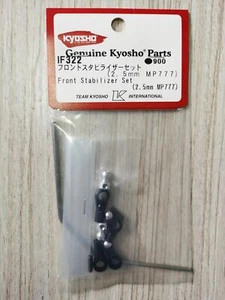 KYOSHO
Genuine Kyosho Parts
IF322 ●900
フロントスタビライザーセット
(2.5mm MP777)
Front Stabilizer Set
(2.5mm MP777)
TEAM KYOSHO K INTERNATIONAL